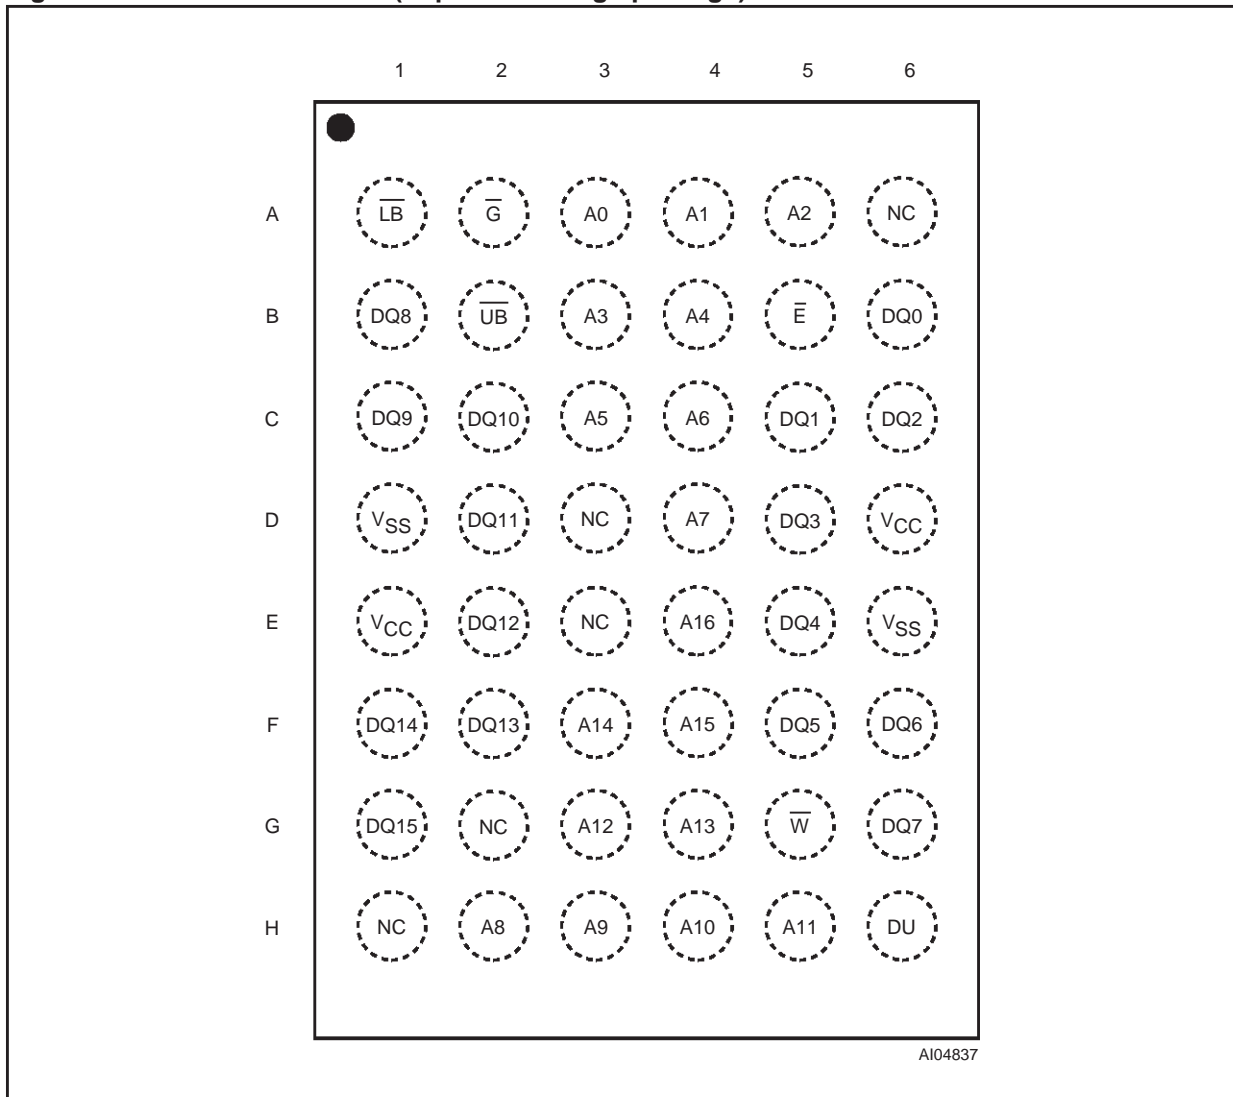 1 2 3 4 5 6
A L̅B̅ G̅ A0 A1 A2 NC
B DQ8 U̅B̅ A3 A4 E̅ DQ0
C DQ9 DQ10 A5 A6 DQ1 DQ2
D VSS DQ11 NC A7 DQ3 VCC
E VCC DQ12 NC A16 DQ4 VSS
F DQ14 DQ13 A14 A15 DQ5 DQ6
G DQ15 NC A12 A13 W̅ DQ7
H NC A8 A9 A10 A11 DU
AI04837